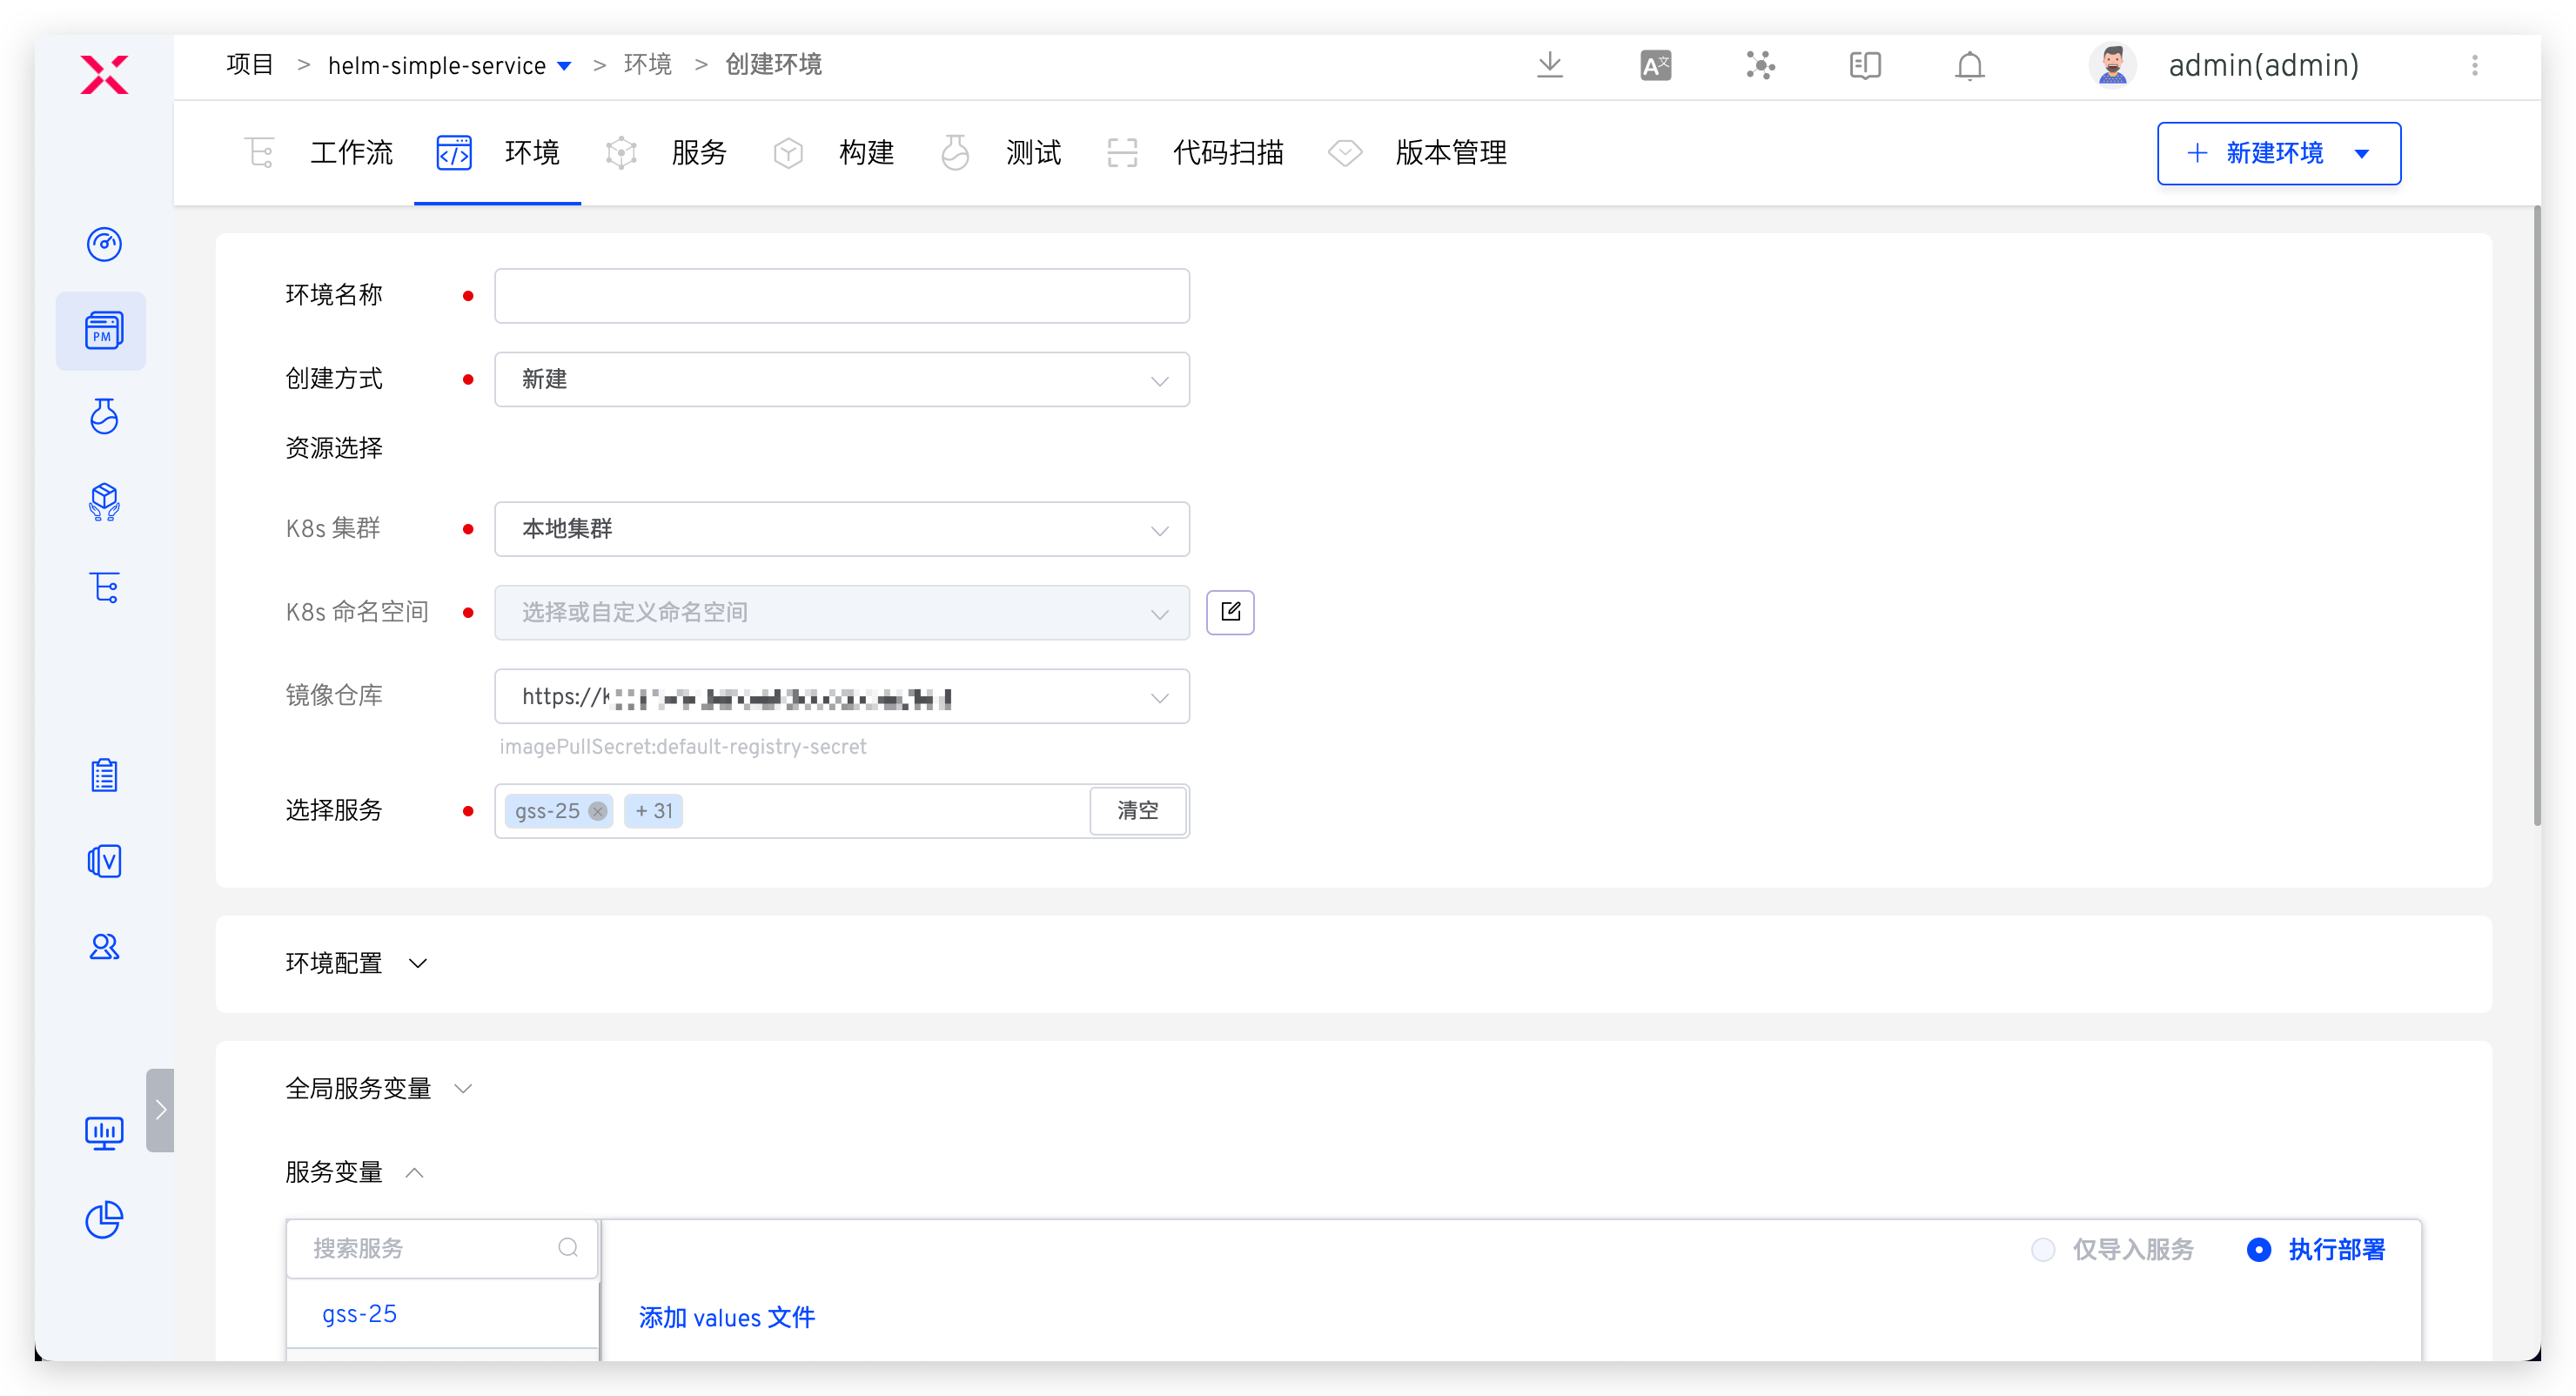 项目 > helm-simple-service > 环境 > 创建环境
admin(admin)
工作流 环境 服务 构建 测试 代码扫描 版本管理
+ 新建环境
PM
环境名称
创建方式 新建
资源选择
K8s 集群 本地集群
K8s 命名空间 选择或自定义命名空间
镜像仓库 https://
imagePullSecret:default-registry-secret
选择服务 gss-25 + 31 清空
环境配置
全局服务变量
服务变量
搜索服务 仅导入服务 执行部署
gss-25 添加 values 文件